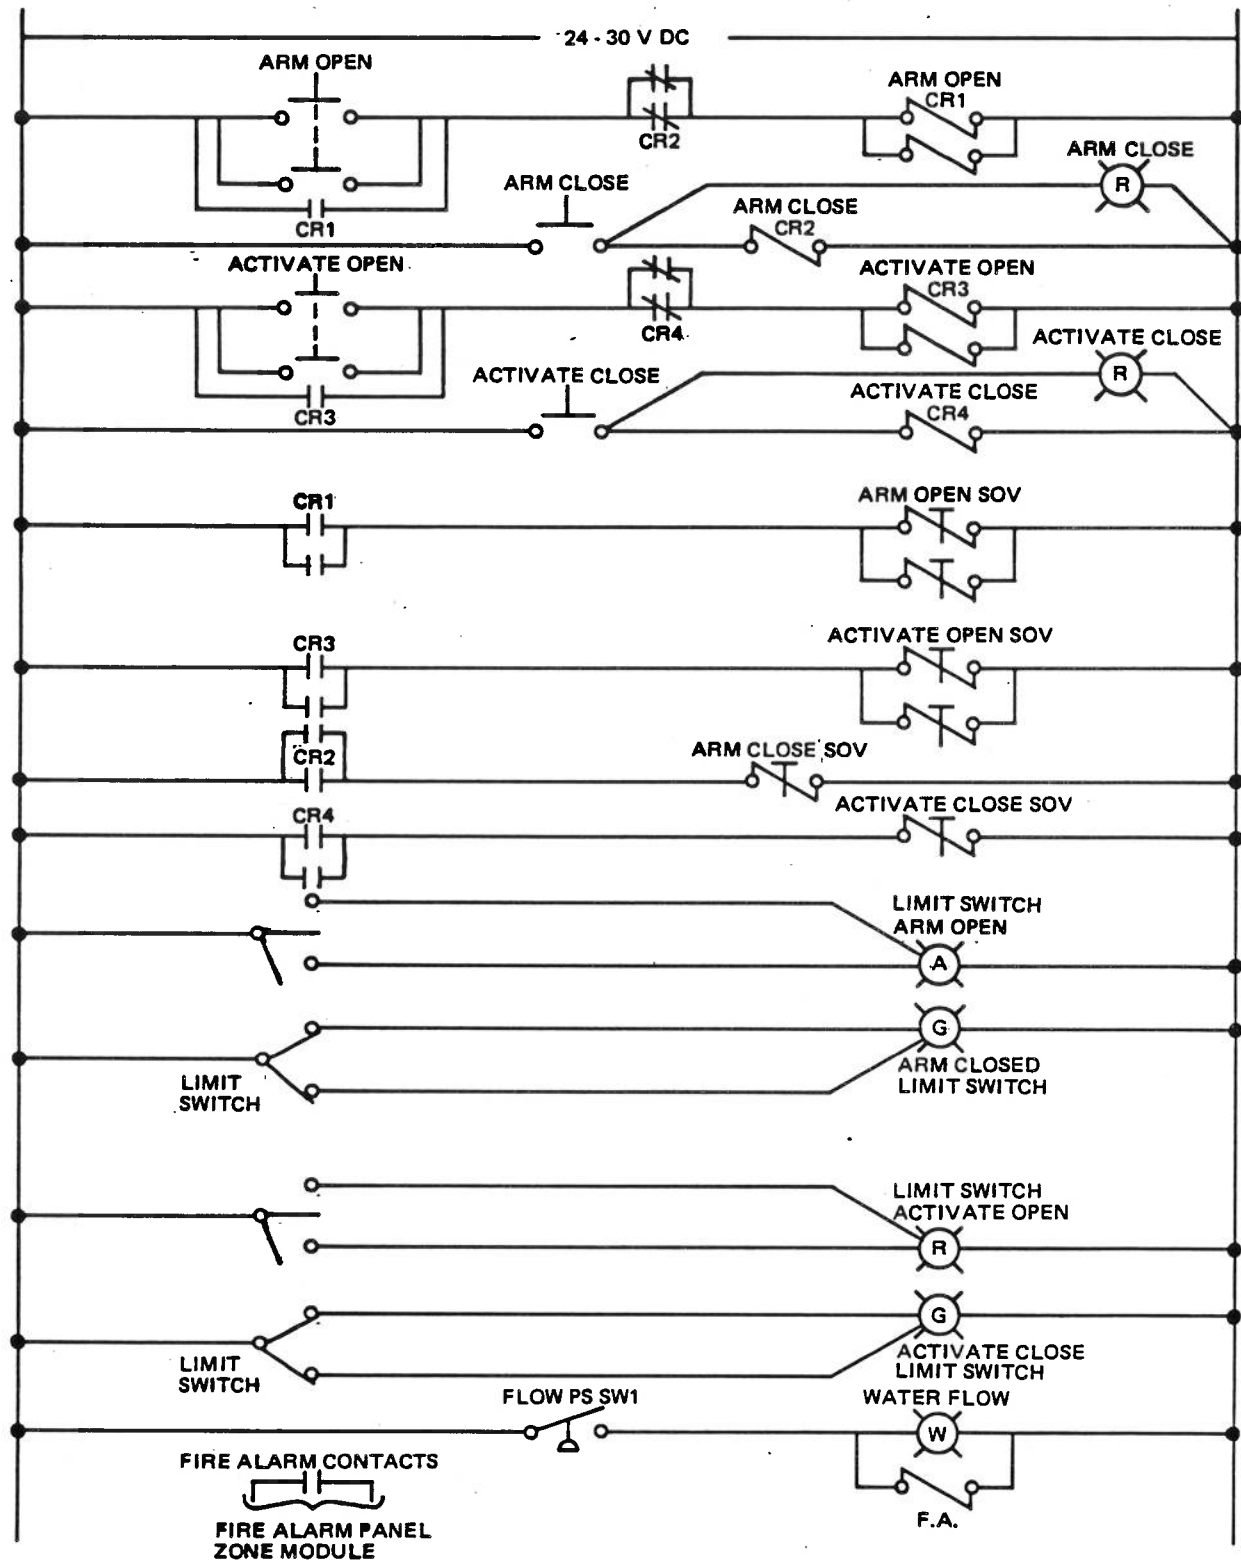 24 - 30 V DC
ARM OPEN
ARM OPEN
CR1
CR2
ARM CLOSE
R
ARM CLOSE
ARM CLOSE
CR2
CR1
ACTIVATE OPEN
ACTIVATE OPEN
CR3
CR4
ACTIVATE CLOSE
R
ACTIVATE CLOSE
ACTIVATE CLOSE
CR4
CR3
CR1
ARM OPEN SOV
CR3
ACTIVATE OPEN SOV
CR2
ARM CLOSE SOV
CR4
ACTIVATE CLOSE SOV
LIMIT SWITCH
ARM OPEN
A
G
ARM CLOSED
LIMIT SWITCH
LIMIT
SWITCH
LIMIT SWITCH
ACTIVATE OPEN
R
G
ACTIVATE CLOSE
LIMIT SWITCH
LIMIT
SWITCH
FLOW PS SW1
WATER FLOW
W
FIRE ALARM CONTACTS
F.A.
FIRE ALARM PANEL
ZONE MODULE